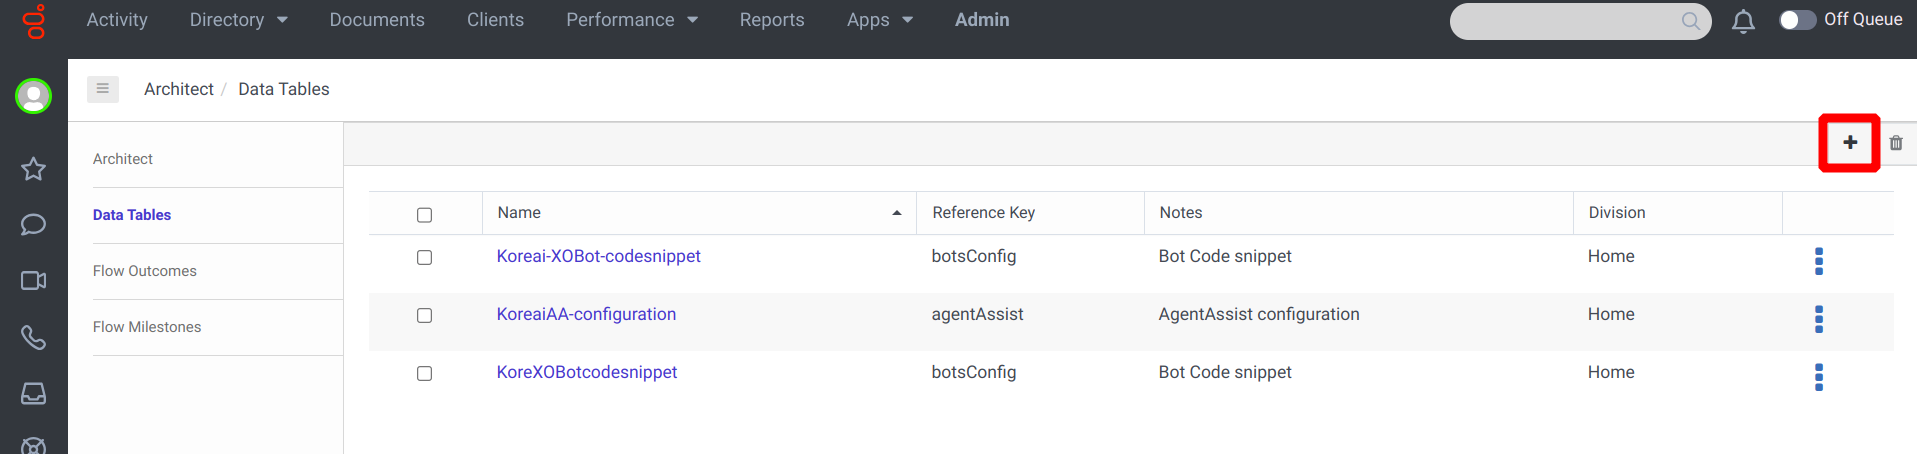 Activity Directory Documents Clients Performance Reports Apps Admin Off Queue
Architect / Data Tables
Architect
Data Tables
Flow Outcomes
Flow Milestones
Name Reference Key Notes Division
Koreai-XOBot-codesnippet botsConfig Bot Code snippet Home
KoreaiAA-configuration agentAssist AgentAssist configuration Home
KoreXOBotcodesnippet botsConfig Bot Code snippet Home